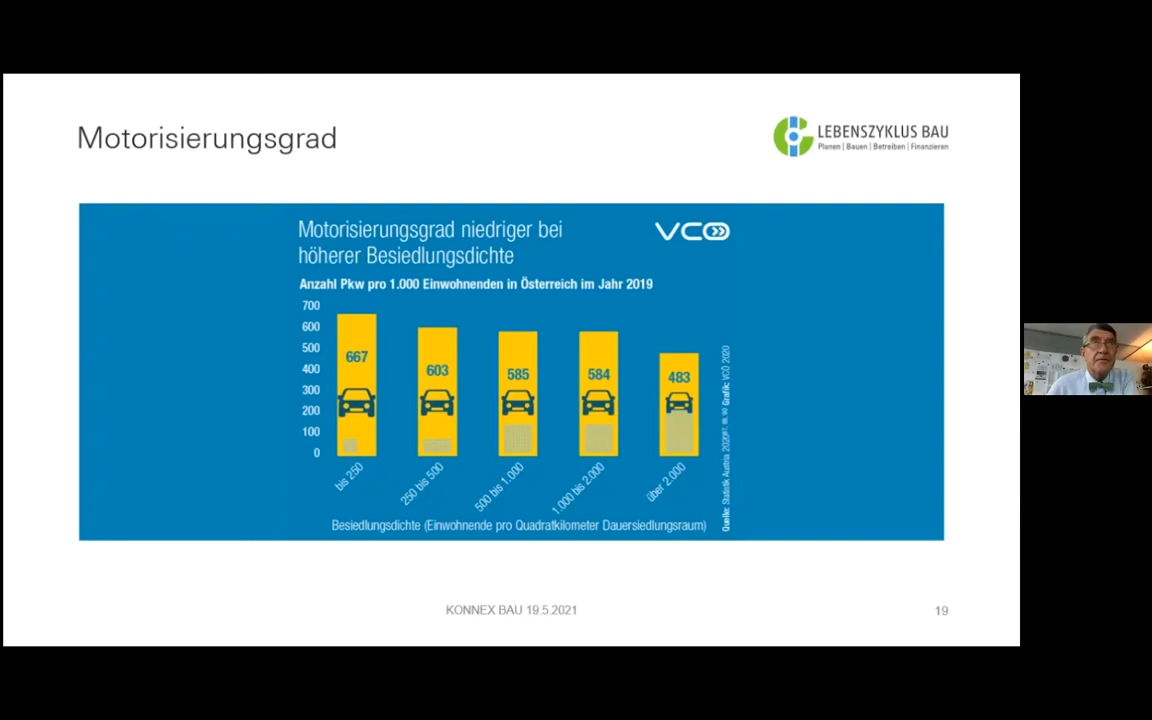 Motorisierungsgrad
LEBENSZYKLUS BAU
Planen | Bauen | Betreiben | Finanzieren
Motorisierungsgrad niedriger bei
höherer Besiedlungsdichte
VCÖ
Anzahl Pkw pro 1.000 Einwohnenden in Österreich im Jahr 2019
700
600
500
400
300
200
100
0
667
603
585
584
483
bis 250
250 bis 500
500 bis 1.000
1.000 bis 2.000
über 2.000
Besiedlungsdichte (Einwohnende pro Quadratkilometer Dauersiedlungsraum)
Quelle: Statistik Austria 2020 Grafik: VCÖ 2020
KONNEX BAU 19.5.2021
19